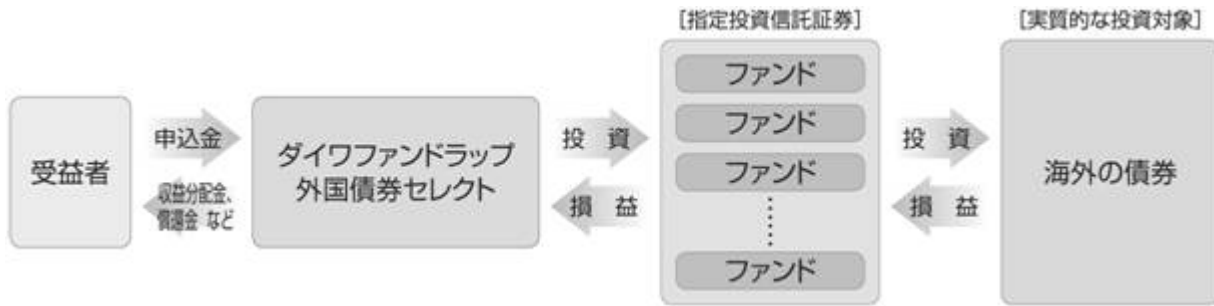 [指定投資信託証券]
[実質的な投資対象]
受益者
申込金
収益分配金、
償還金 など
ダイワファンドラップ
外国債券セレクト
投 資
損 益
ファンド
ファンド
ファンド
ファンド
投 資
損 益
海外の債券